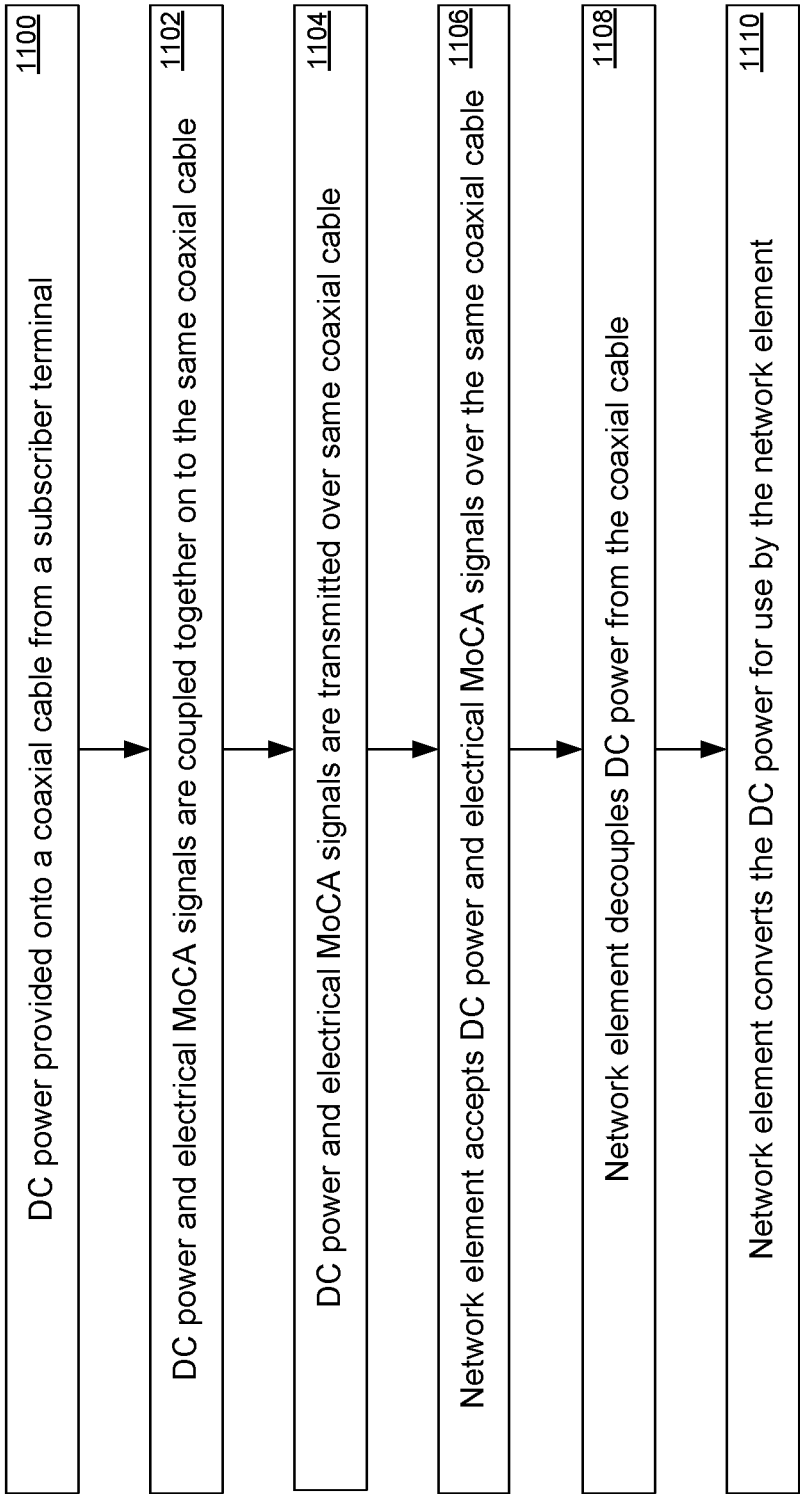 DC power provided onto a coaxial cable from a subscriber terminal
1100
DC power and electrical MoCA signals are coupled together on to the same coaxial cable
1102
DC power and electrical MoCA signals are transmitted over same coaxial cable
1104
Network element accepts DC power and electrical MoCA signals over the same coaxial cable
1106
Network element decouples DC power from the coaxial cable
1108
Network element converts the DC power for use by the network element
1110